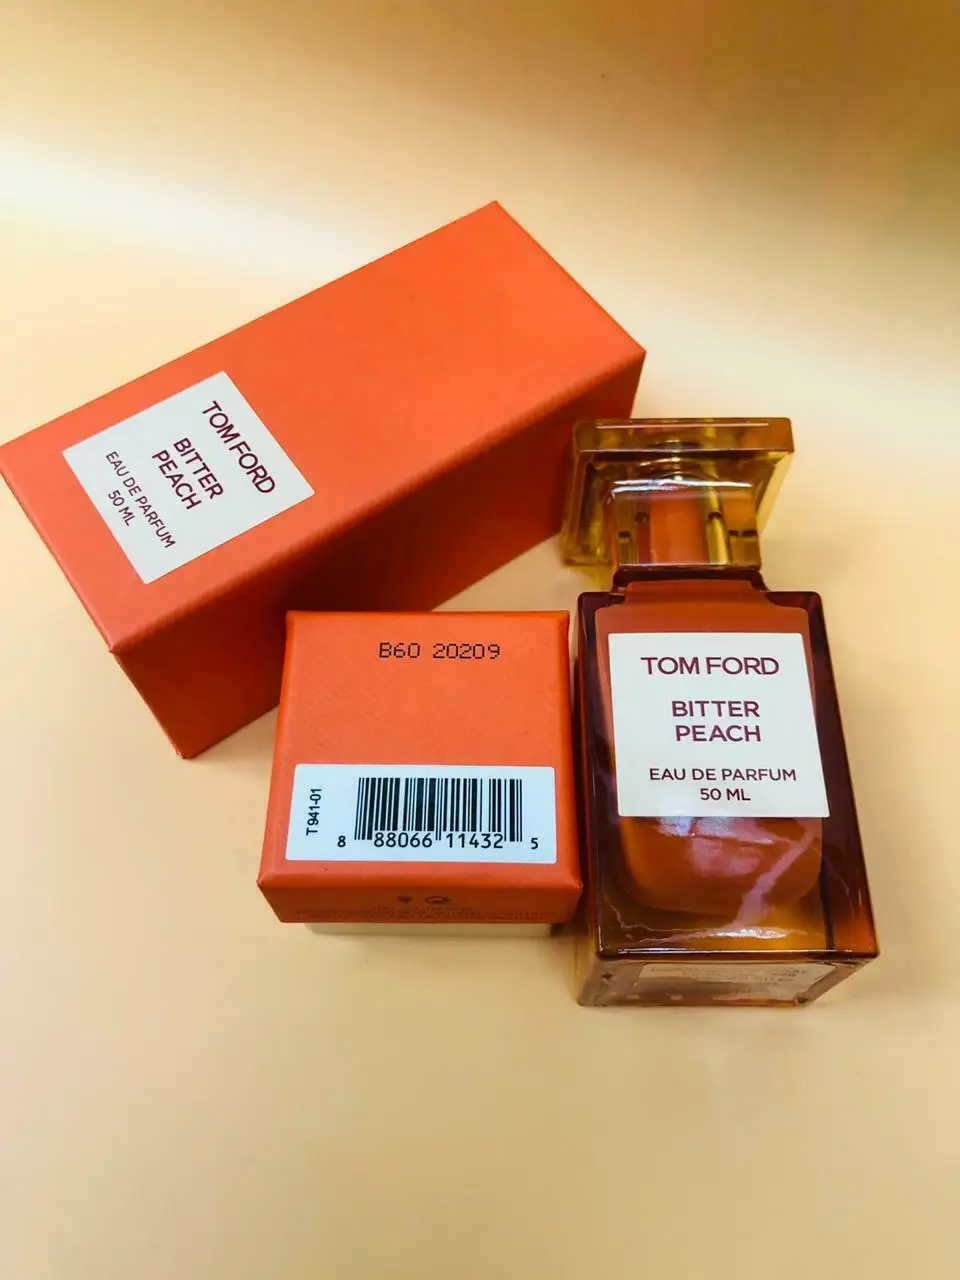 TOM FORD
BITTER
PEACH
EAU DE PARFUM
50 ML
B60 20209
T941-01
8 88066 11432 5
TOM FORD
BITTER
PEACH
EAU DE PARFUM
50 ML